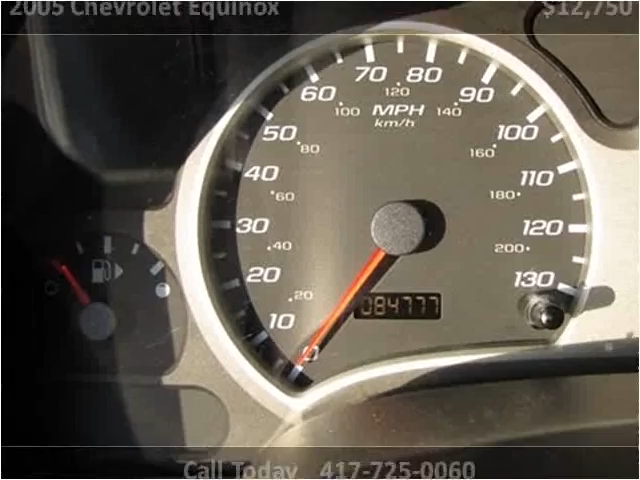 2005 Chevrolet Equinox $12,750
70 80
60 120 90
100 MPH 140
km/h
50 100
80 160
40 110
60 180
30 120
40 200
20 130
20 084777
10
0
Call Today 417-725-0060